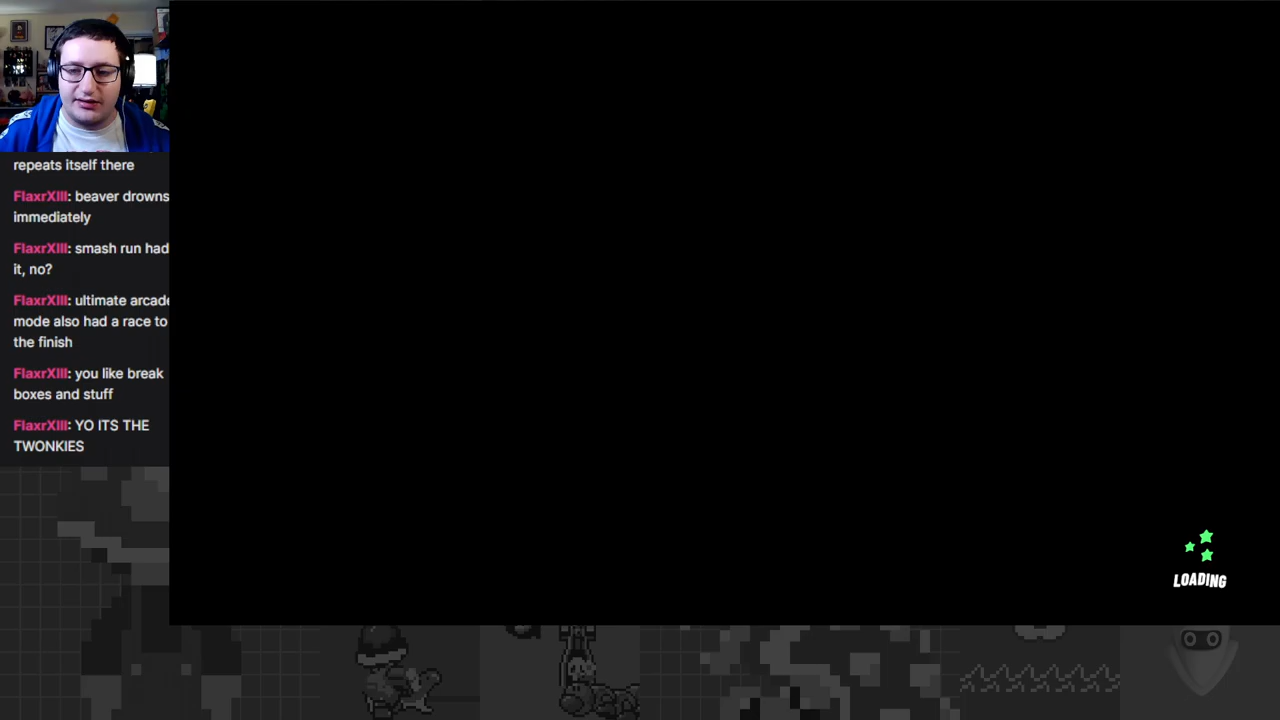 repeats itself there
FlaxrXIII: beaver drowns
immediately
FlaxrXIII: smash run had
it, no?
FlaxrXIII: ultimate arcade
mode also had a race to
the finish
FlaxrXIII: you like break
boxes and stuff
FlaxrXIII: YO ITS THE
TWONKIES
LOADING